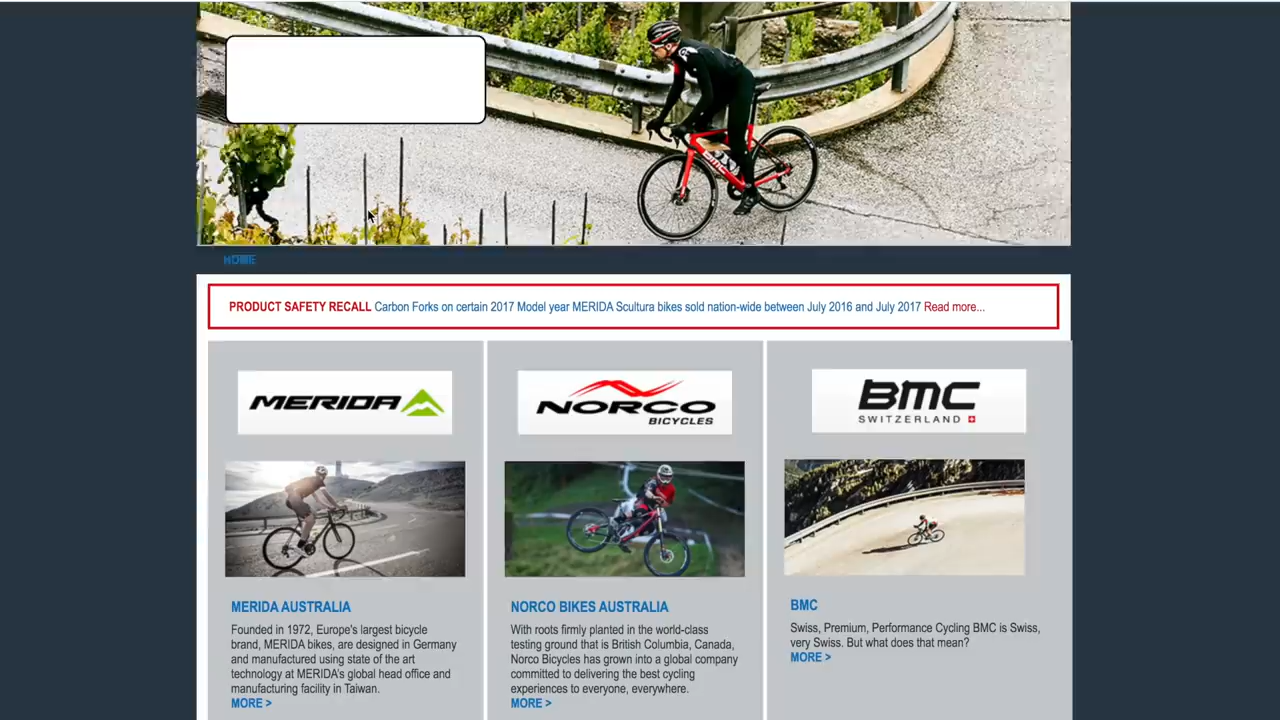 BMC
HOME
PRODUCT SAFETY RECALL Carbon Forks on certain 2017 Model year MERIDA Scultura bikes sold nation-wide between July 2016 and July 2017 Read more...
MERIDA
NORCO
BICYCLES
BMC
SWITZERLAND
MERIDA AUSTRALIA
Founded in 1972, Europe's largest bicycle
brand, MERIDA bikes, are designed in Germany
and manufactured using state of the art
technology at MERIDA's global head office and
manufacturing facility in Taiwan.
MORE >
NORCO BIKES AUSTRALIA
With roots firmly planted in the world-class
testing ground that is British Columbia, Canada,
Norco Bicycles has grown into a global company
committed to delivering the best cycling
experiences to everyone, everywhere.
MORE >
BMC
Swiss, Premium, Performance Cycling BMC is Swiss,
very Swiss. But what does that mean?
MORE >